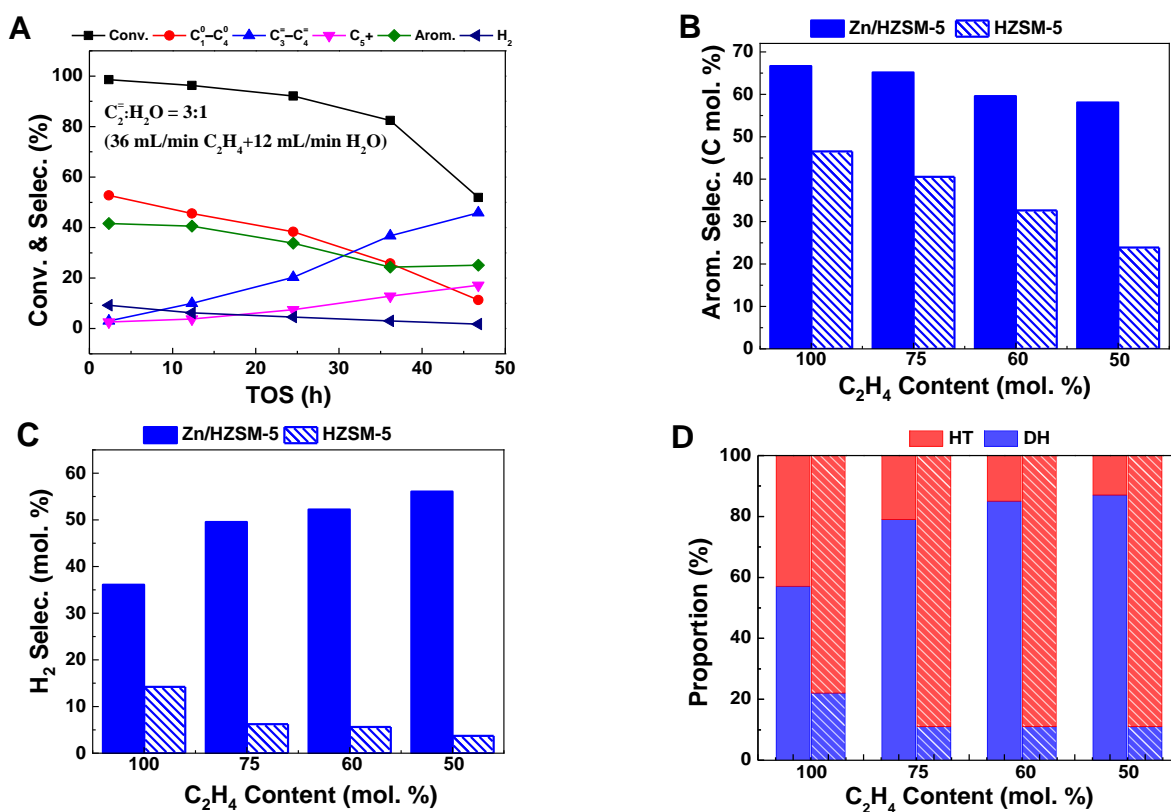 A
Conv. C₁⁰–C₄⁰ C₃⁼–C₄⁼ C₅+ Arom. H₂
Conv. & Selec. (%)
100
80
60
40
20
0
C₂⁼:H₂O = 3:1
(36 mL/min C₂H₄+12 mL/min H₂O)
0 10 20 30 40 50
TOS (h)
B
Zn/HZSM-5 HZSM-5
Arom. Selec. (C mol. %)
70
60
50
40
30
20
10
0
100 75 60 50
C₂H₄ Content (mol. %)
C
Zn/HZSM-5 HZSM-5
H₂ Selec. (mol. %)
60
50
40
30
20
10
0
100 75 60 50
C₂H₄ Content (mol. %)
D
HT DH
Proportion (%)
100
80
60
40
20
0
100 75 60 50
C₂H₄ Content (mol. %)